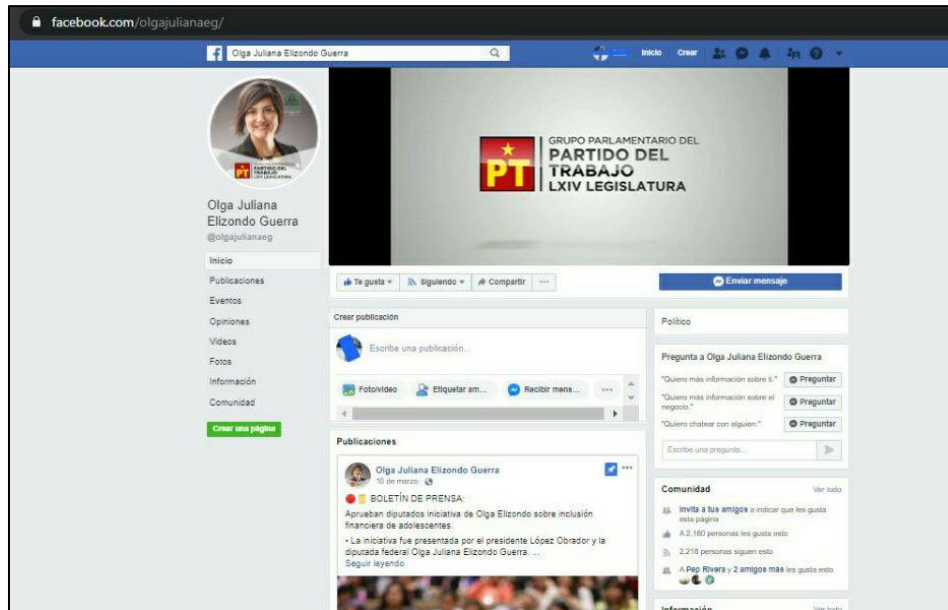 facebook.com/olgajulianaeg/
Olga Juliana Elizondo Guerra
Inicio
Crear
PT
PARTIDO DEL
TRABAJO
LXIV LEGISLATURA
GRUPO PARLAMENTARIO DEL
PARTIDO DEL
TRABAJO
LXIV LEGISLATURA
PT
Olga Juliana
Elizondo Guerra
@olgajulianaeg
Inicio
Publicaciones
Eventos
Opiniones
Videos
Fotos
Información
Comunidad
Crear una página
Te gusta
Siguiendo
Compartir
Enviar mensaje
Crear publicación
Escribe una publicación...
Foto/video
Etiquetar am...
Recibir mens...
Publicaciones
Olga Juliana Elizondo Guerra
10 de marzo
BOLETÍN DE PRENSA:
Aprueban diputados iniciativa de Olga Elizondo sobre inclusión
financiera de adolescentes.
• La iniciativa fue presentada por el presidente López Obrador y la
diputada federal Olga Juliana Elizondo Guerra. ...
Seguir leyendo
Político
Pregunta a Olga Juliana Elizondo Guerra
"Quiero más información sobre ti."
Preguntar
"Quiero más información sobre el
negocio."
Preguntar
"Quiero chatear con alguien."
Preguntar
Escribe una pregunta...
Comunidad
Ver todo
Invita a tus amigos a indicar que les gusta
esta página
A 2,160 personas les gusta esto
2,218 personas siguen esto
A Pep Rivera y 2 amigos más les gusta esto
Información
Ver todo